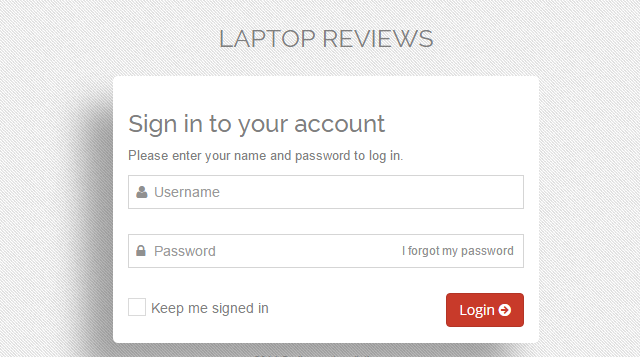 LAPTOP REVIEWS
Sign in to your account
Please enter your name and password to log in.
Username
Password
I forgot my password
Keep me signed in
Login